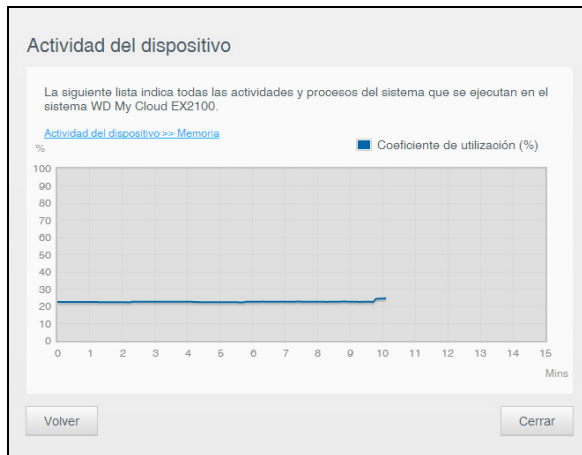 Actividad del dispositivo
La siguiente lista indica todas las actividades y procesos del sistema que se ejecutan en el
sistema WD My Cloud EX2100.
Actividad del dispositivo >> Memoria
%
Coeficiente de utilización (%)
100
90
80
70
60
50
40
30
20
10
0
0 1 2 3 4 5 6 7 8 9 10 11 12 13 14 15
Mins
Volver
Cerrar